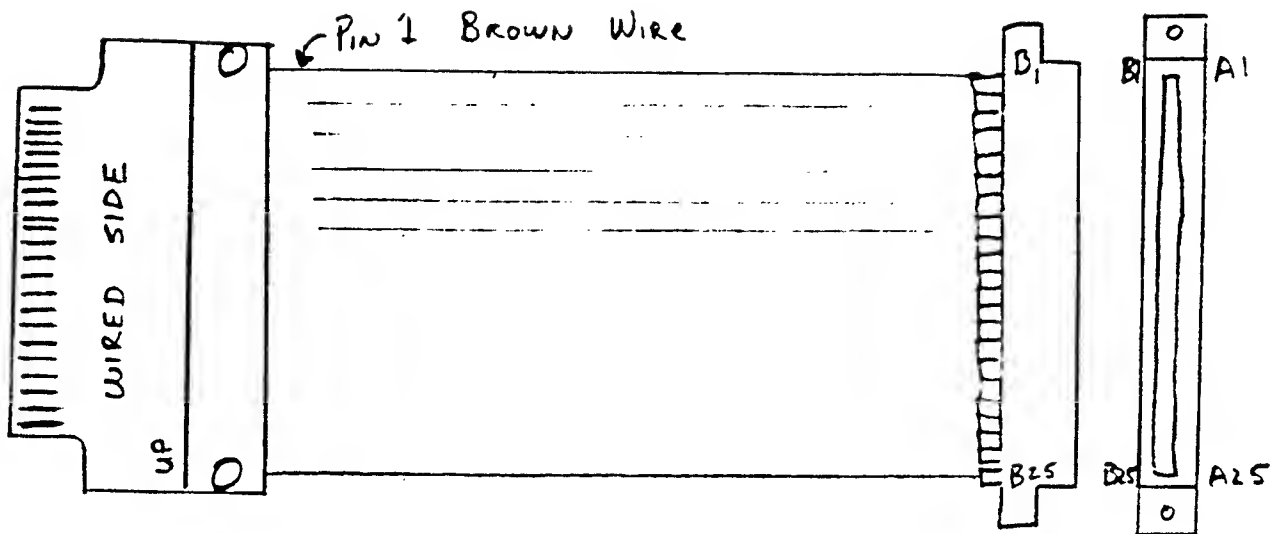 PIN 1 BROWN WIRE
B1
B1 A1
WIRED SIDE
UP
B25
B25 A25